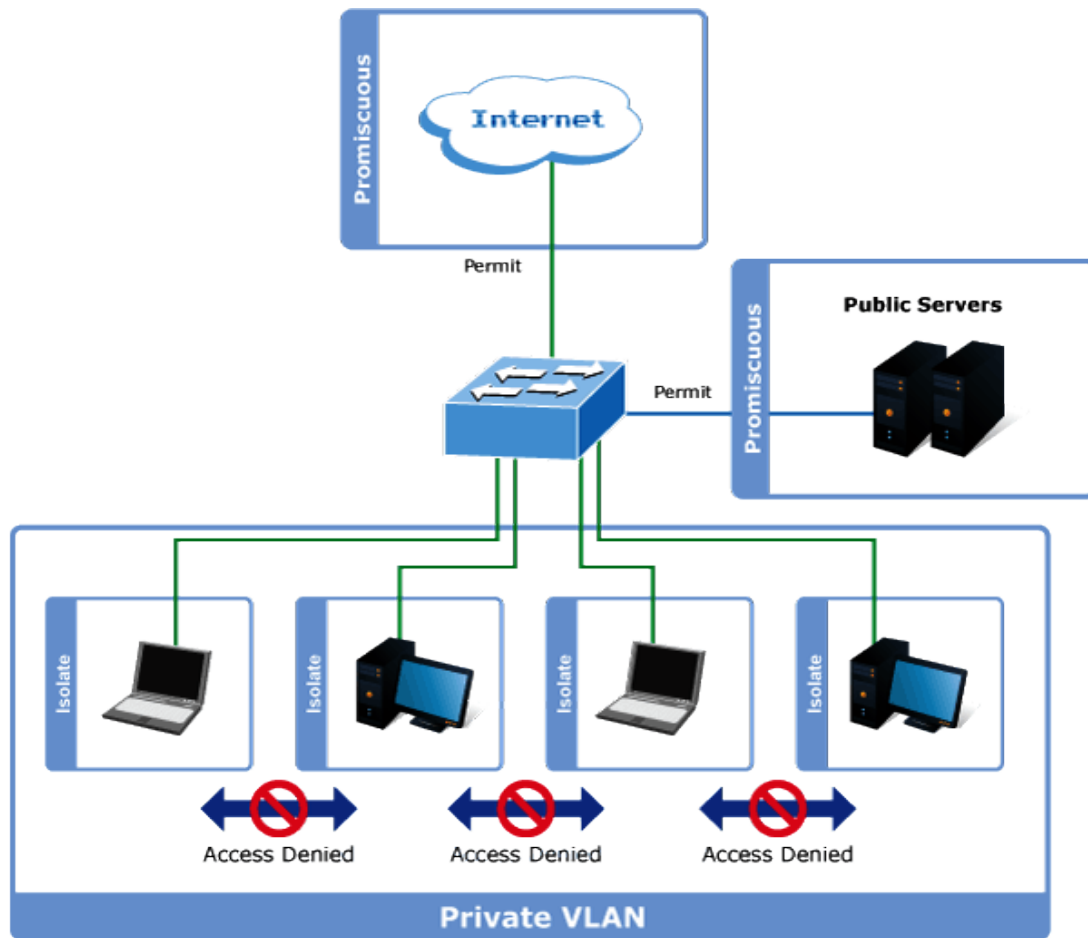 Promiscuous
Internet
Permit
Promiscuous
Public Servers
Permit
Isolate
Isolate
Isolate
Isolate
Access Denied
Access Denied
Access Denied
Private VLAN